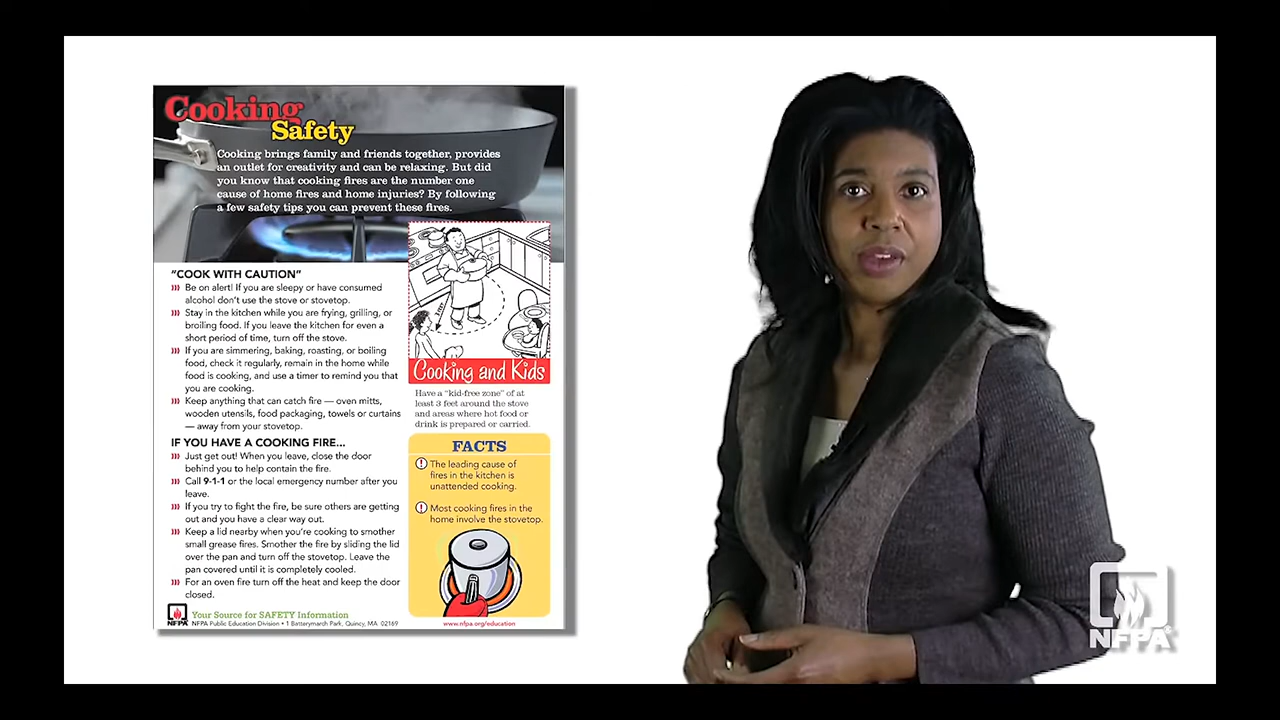 Cooking
Safety
Cooking brings family and friends together, provides
an outlet for creativity and can be relaxing. But did
you know that cooking fires are the number one
cause of home fires and home injuries? By following
a few safety tips you can prevent these fires.
"COOK WITH CAUTION"
Be on alert! If you are sleepy or have consumed
alcohol don't use the stove or stovetop.
Stay in the kitchen while you are frying, grilling, or
broiling food. If you leave the kitchen for even a
short period of time, turn off the stove.
If you are simmering, baking, roasting, or boiling
food, check it regularly, remain in the home while
food is cooking, and use a timer to remind you that
you are cooking.
Keep anything that can catch fire — oven mitts,
wooden utensils, food packaging, towels or curtains
— away from your stovetop.
IF YOU HAVE A COOKING FIRE...
Just get out! When you leave, close the door
behind you to help contain the fire.
Call 9-1-1 or the local emergency number after you
leave.
If you try to fight the fire, be sure others are getting
out and you have a clear way out.
Keep a lid nearby when you're cooking to smother
small grease fires. Smother the fire by sliding the lid
over the pan and turn off the stovetop. Leave the
pan covered until it is completely cooled.
For an oven fire turn off the heat and keep the door
closed.
3 FEET
Cooking and Kids
Have a "kid-free zone" of at
least 3 feet around the stove
and areas where hot food or
drink is prepared or carried.
FACTS
! The leading cause of
fires in the kitchen is
unattended cooking.
! Most cooking fires in the
home involve the stovetop.
NFPA
Your Source for SAFETY Information
NFPA Public Education Division • 1 Batterymarch Park, Quincy, MA 02169
www.nfpa.org/education
NFPA